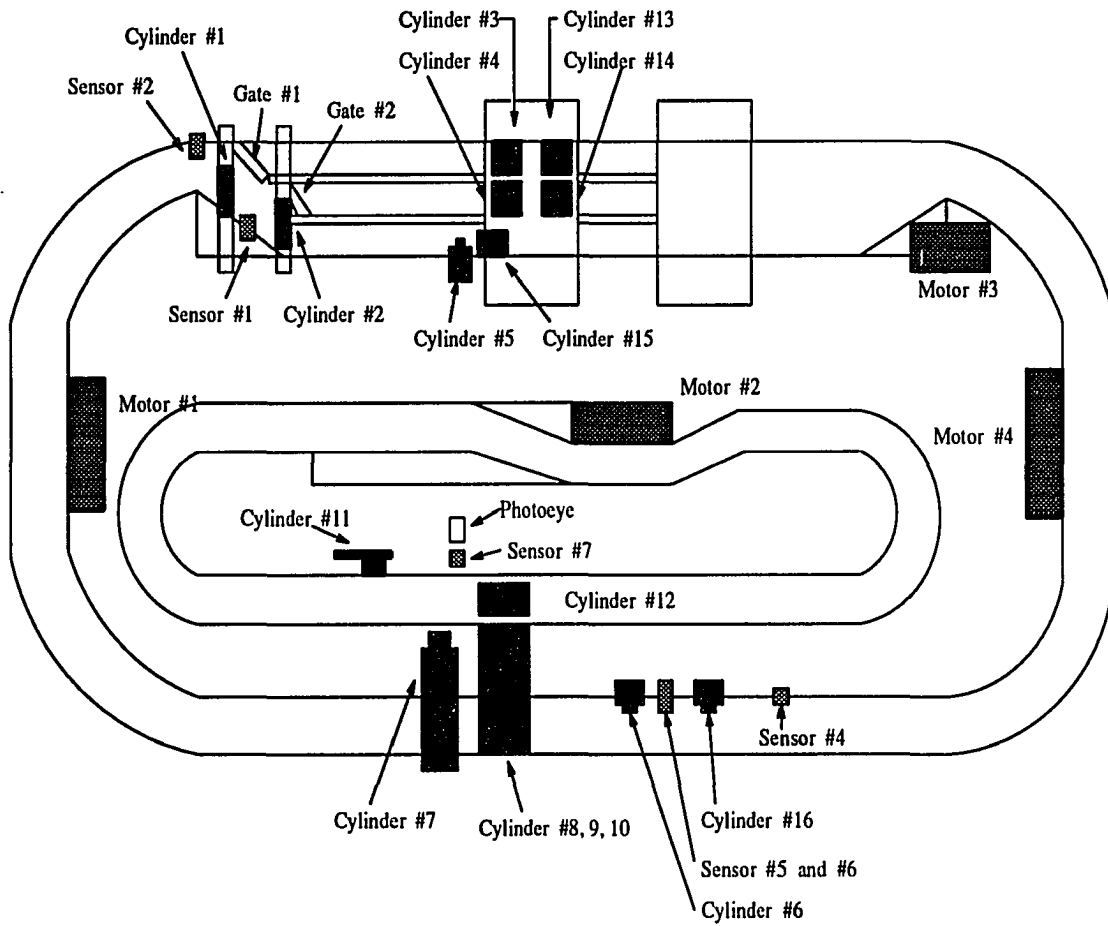 Cylinder #3
Cylinder #13
Cylinder #1
Cylinder #4
Cylinder #14
Sensor #2
Gate #1
Gate #2
Motor #3
Sensor #1
Cylinder #2
Cylinder #5
Cylinder #15
Motor #1
Motor #2
Motor #4
Photoeye
Cylinder #11
Sensor #7
Cylinder #12
Sensor #4
Cylinder #7
Cylinder #8, 9, 10
Cylinder #16
Sensor #5 and #6
Cylinder #6